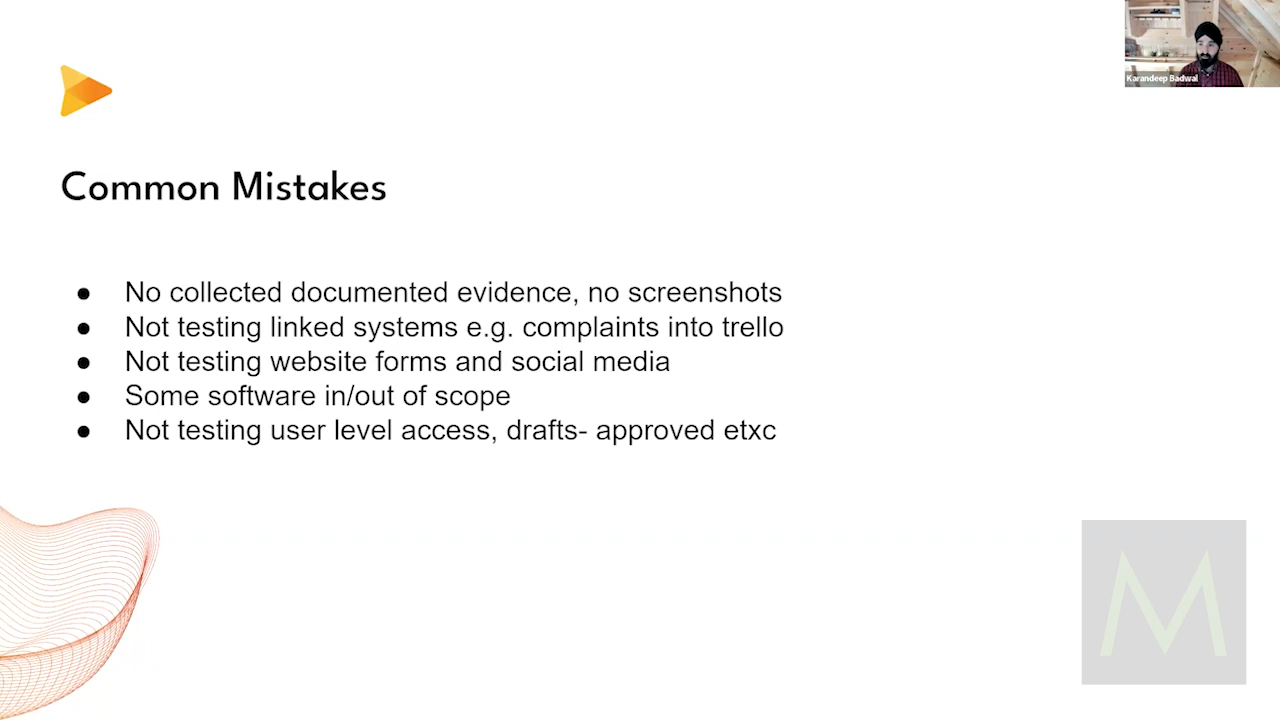 Karandeep Badwal
Common Mistakes
● No collected documented evidence, no screenshots
● Not testing linked systems e.g. complaints into trello
● Not testing website forms and social media
● Some software in/out of scope
● Not testing user level access, drafts- approved etxc
M